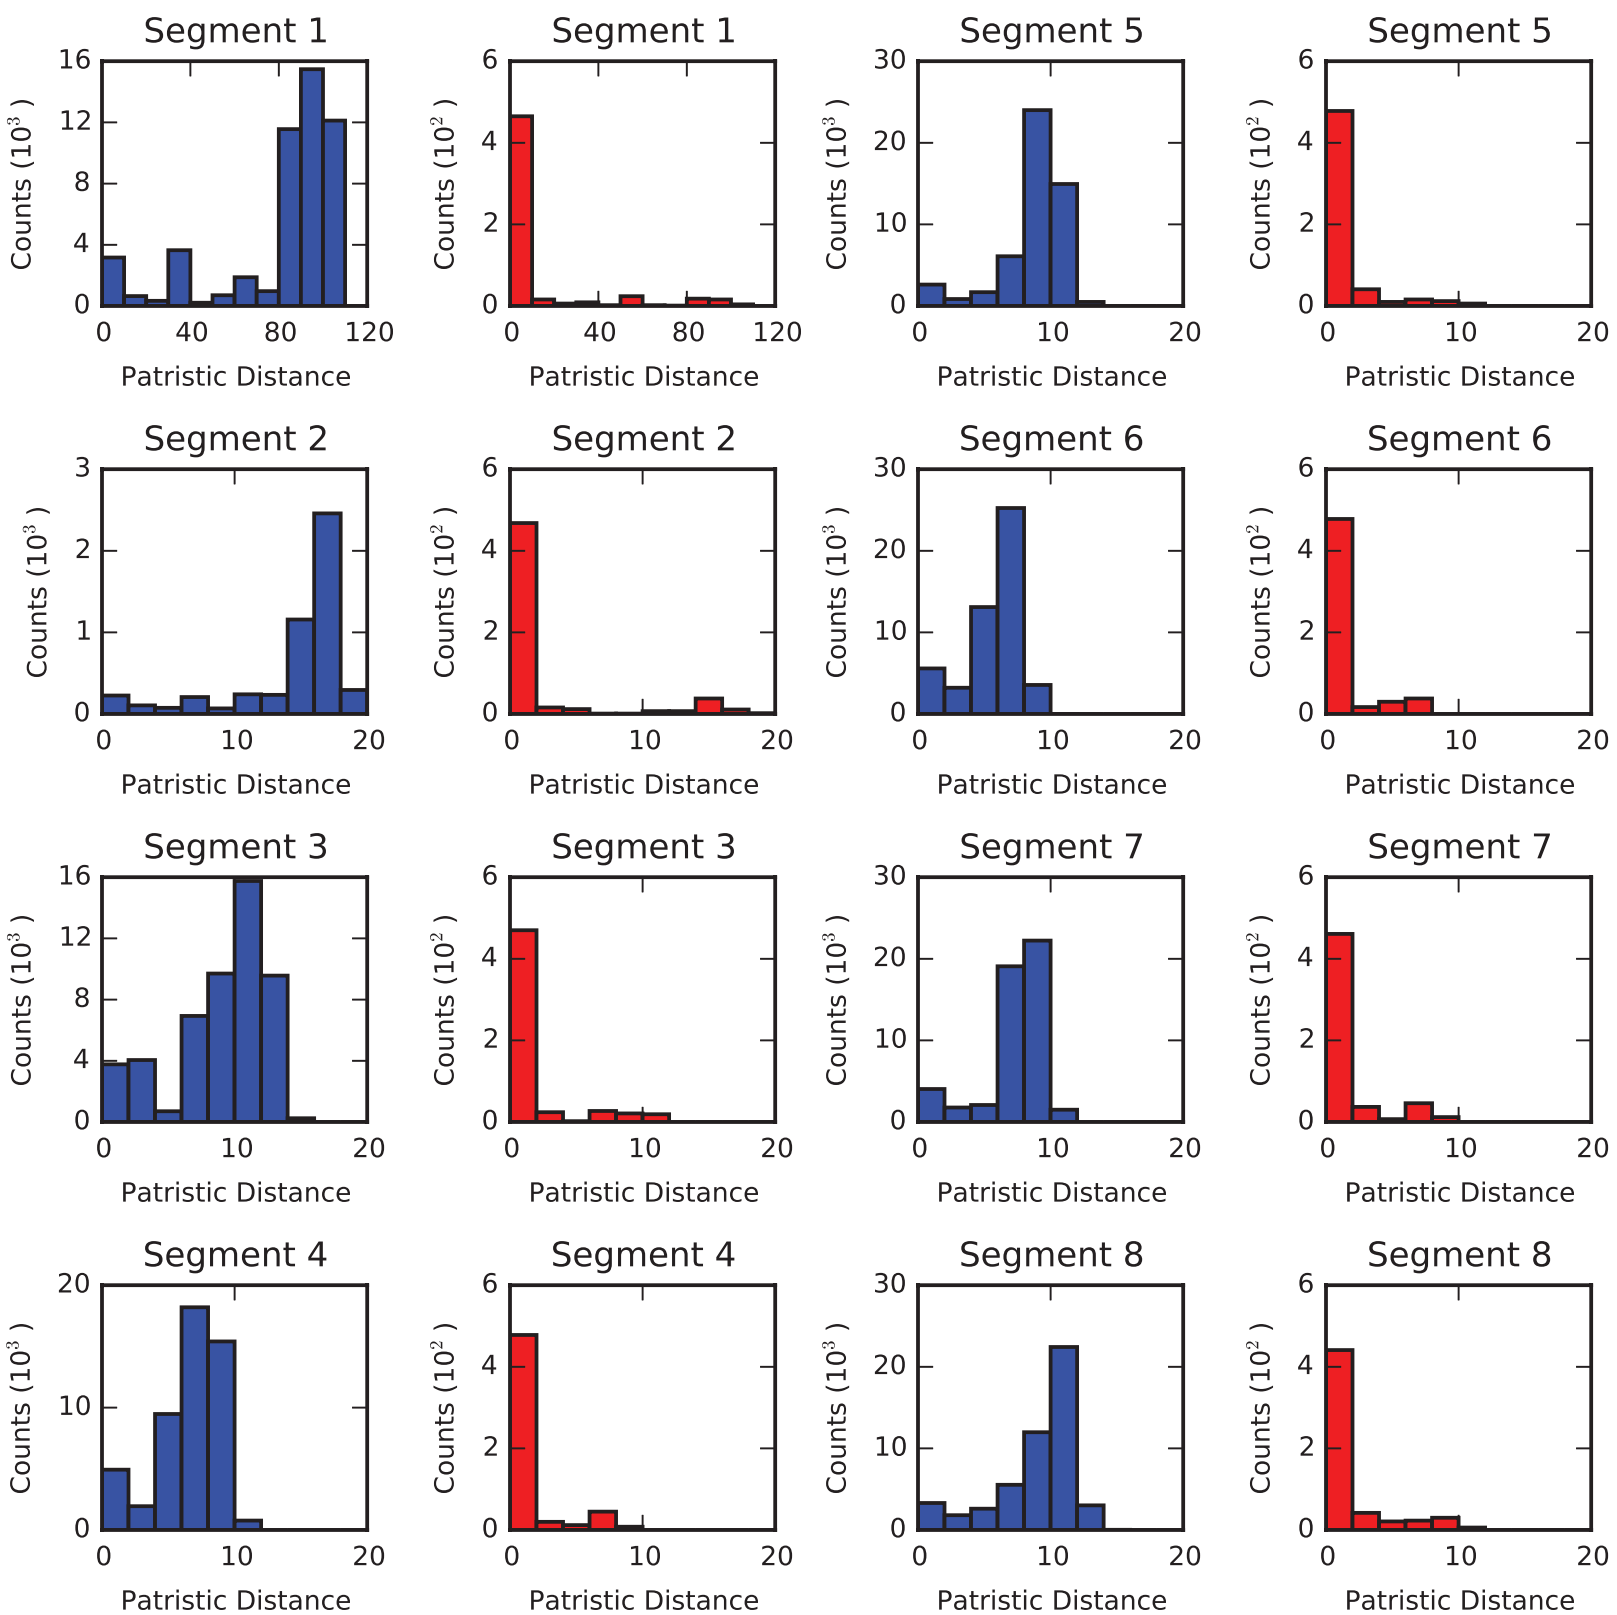 Segment 1
16
12
8
4
0
0 40 80 120
Counts (10³ )
Patristic Distance
Segment 1
6
4
2
0
0 40 80 120
Counts (10² )
Patristic Distance
Segment 5
30
20
10
0
0 10 20
Counts (10³ )
Patristic Distance
Segment 5
6
4
2
0
0 10 20
Counts (10² )
Patristic Distance
Segment 2
3
2
1
0
0 10 20
Counts (10³ )
Patristic Distance
Segment 2
6
4
2
0
0 10 20
Counts (10² )
Patristic Distance
Segment 6
30
20
10
0
0 10 20
Counts (10³ )
Patristic Distance
Segment 6
6
4
2
0
0 10 20
Counts (10² )
Patristic Distance
Segment 3
16
12
8
4
0
0 10 20
Counts (10³ )
Patristic Distance
Segment 3
6
4
2
0
0 10 20
Counts (10² )
Patristic Distance
Segment 7
30
20
10
0
0 10 20
Counts (10³ )
Patristic Distance
Segment 7
6
4
2
0
0 10 20
Counts (10² )
Patristic Distance
Segment 4
20
10
0
0 10 20
Counts (10³ )
Patristic Distance
Segment 4
6
4
2
0
0 10 20
Counts (10² )
Patristic Distance
Segment 8
30
20
10
0
0 10 20
Counts (10³ )
Patristic Distance
Segment 8
6
4
2
0
0 10 20
Counts (10² )
Patristic Distance